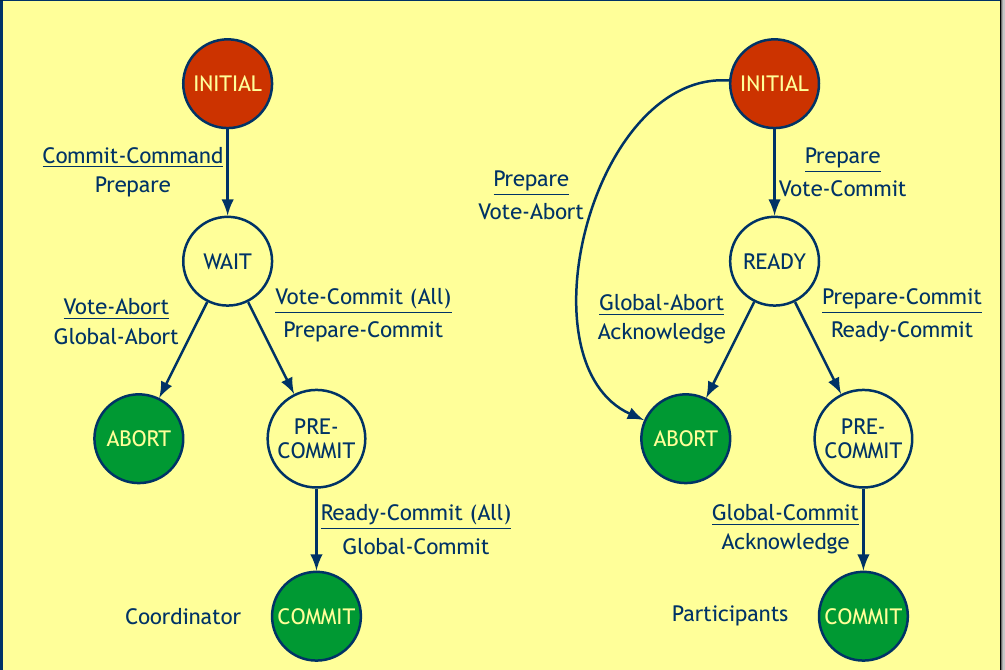 INITIAL
Commit-Command
Prepare
WAIT
Vote-Abort
Global-Abort
Vote-Commit (All)
Prepare-Commit
ABORT
PRE-
COMMIT
Ready-Commit (All)
Global-Commit
Coordinator
COMMIT
INITIAL
Prepare
Vote-Abort
Prepare
Vote-Commit
READY
Global-Abort
Acknowledge
Prepare-Commit
Ready-Commit
ABORT
PRE-
COMMIT
Global-Commit
Acknowledge
Participants
COMMIT